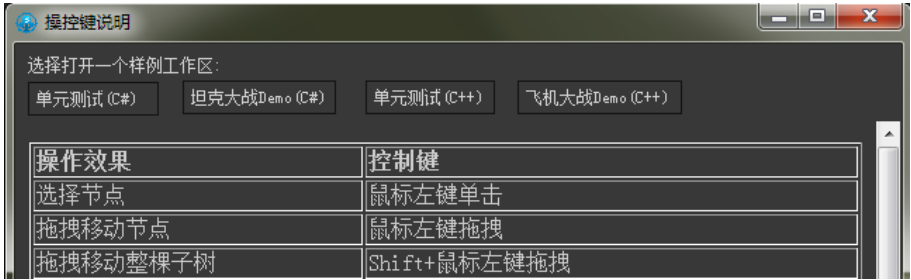 操控键说明
选择打开一个样例工作区:
单元测试(C#) 坦克大战Demo(C#) 单元测试(C++) 飞机大战Demo(C++)
操作效果 控制键
选择节点 鼠标左键单击
拖拽移动节点 鼠标左键拖拽
拖拽移动整棵子树 Shift+鼠标左键拖拽